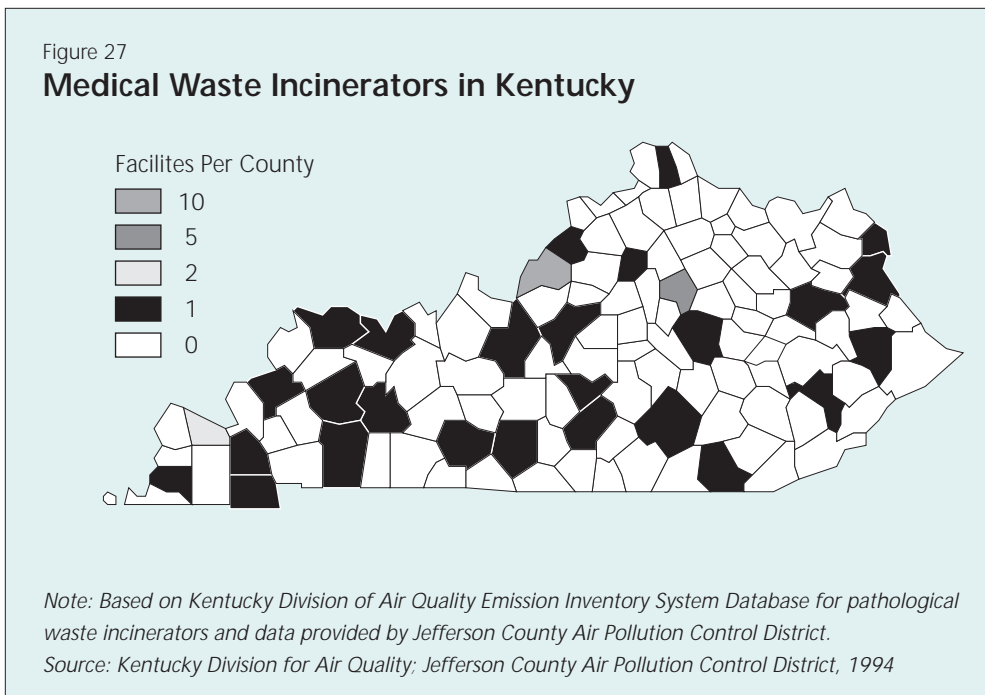 Figure 27
Medical Waste Incinerators in Kentucky
Facilites Per County
10
5
2
1
0
Note: Based on Kentucky Division of Air Quality Emission Inventory System Database for pathological
waste incinerators and data provided by Jefferson County Air Pollution Control District.
Source: Kentucky Division for Air Quality; Jefferson County Air Pollution Control District, 1994